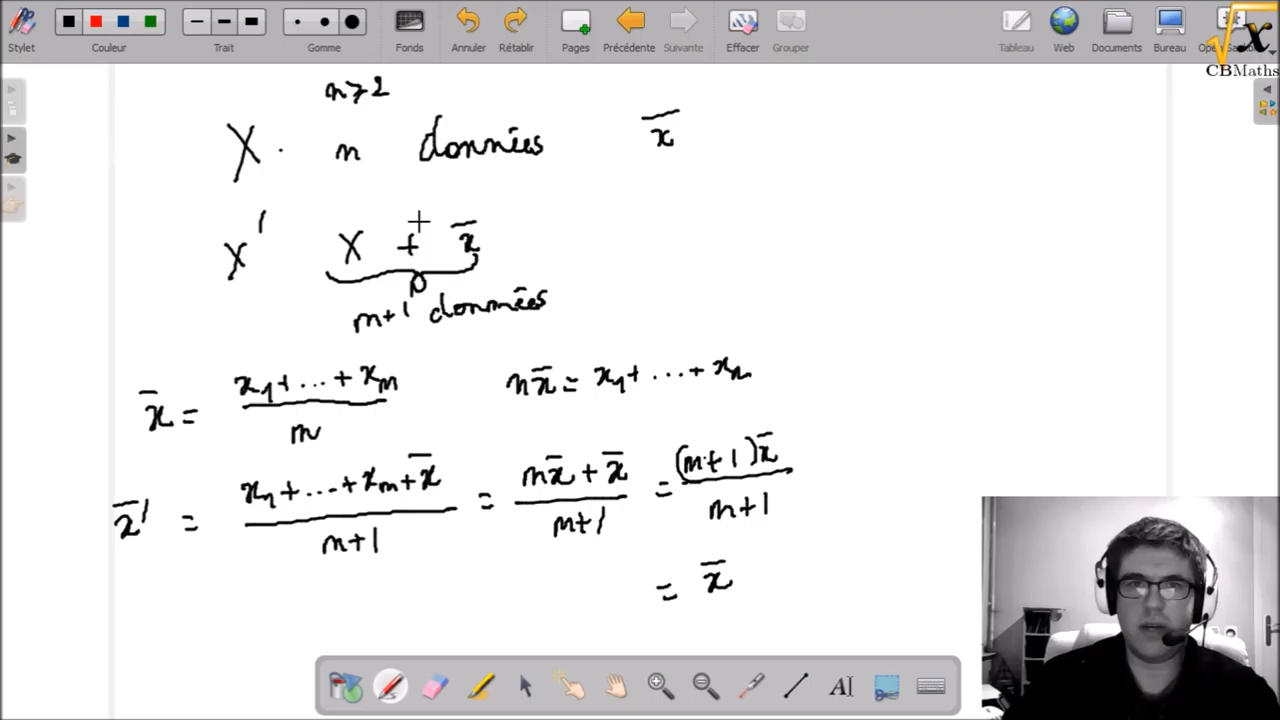 Stylet Couleur Trait Gomme Fonds Annuler Rétablir Pages Précédente Suivante Effacer Grouper Tableau Web Documents Bureau
√x
CBMaths
n≥2
X . n données x̄
X' X + x̄
n+1 données
x̄ = (x₁+...+xₙ)/n nx̄ = x₁+...+xₙ
x̄' = (x₁+...+xₙ+x̄)/(n+1) = (nx̄+x̄)/(n+1) = ((n+1)x̄)/(n+1)
= x̄